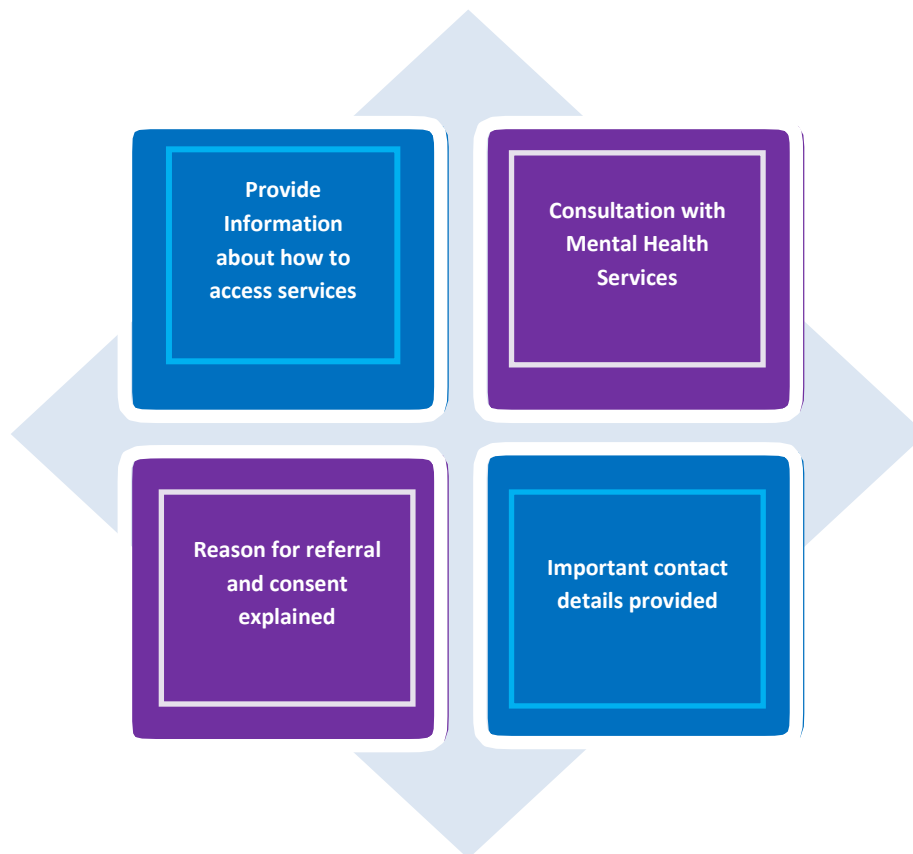 Provide
Information
about how to
access services
Consultation with
Mental Health
Services
Reason for referral
and consent
explained
Important contact
details provided